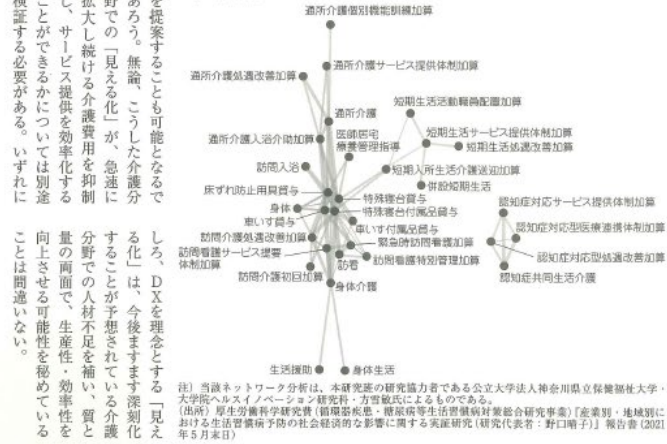 を提案することも可能となるで
あろう。無論、こうした介護分
野での「見える化」が、急速に
拡大し続ける介護費用を抑制
し、サービス提供を効率化する
ことができるかについては別途
検証する必要がある。いずれに
しろ、DXを理念とする「見え
る化」は、今後ますます深刻化
することが予想されている介護
分野での人材不足を補い、質と
量の両面で、生産性・効率性を
向上させる可能性を秘めている
ことは間違いない。
通所介護個別機能訓練加算
通所介護サービス提供体制加算
通所介護処遇改善加算
短期生活活動職員配置加算
通所介護
通所介護入浴介助加算
医師居宅
療養管理指導
短期生活サービス提供体制加算
短期生活処遇改善加算
訪問入浴
短期入所生活介護送迎加算
併設短期生活
床ずれ防止用具貸与
特殊寝台貸与
身体
特殊寝台付属品貸与
車いす貸与
車いす付属品貸与
訪問介護処遇改善加算
緊急時訪問看護加算
訪問看護サービス提要
体制加算
訪看
訪問看護特別管理加算
訪問介護初回加算
身体介護
認知症対応サービス提供体制加算
認知症対応型医療連携体制加算
認知症対応型処遇改善加算
認知症共同生活介護
生活援助
身体生活
注）当該ネットワーク分析は、本研究班の研究協力者である公立大学法人神奈川県立保健福祉大学・
大学院ヘルスイノベーション研究科・方雪敏氏によるものである。
(出所）厚生労働科学研究費（循環器疾患・糖尿病等生活習慣病対策総合研究事業）『産業別・地域別に
おける生活習慣病予防の社会経済的な影響に関する実証研究（研究代表者：野口晴子）』報告書（2021
年5月末日）